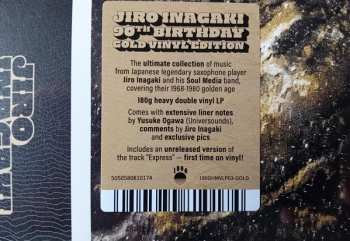 JIRO INAGAKI
90TH BIRTHDAY
GOLD VINYL EDITION
The ultimate collection of music
from Japanese legendary saxophone player
Jiro Inagaki and his Soul Media band,
covering their 1968-1980 golden age
180g heavy double vinyl LP
Comes with extensive liner notes
by Yusuke Ogawa (Universounds),
comments by Jiro Inagaki
and exclusive pics
Includes an unreleased version of
the track “Express” — first time on vinyl!
5050580810174
180GHMVLP03-GOLD
JIRO
INAGAKI